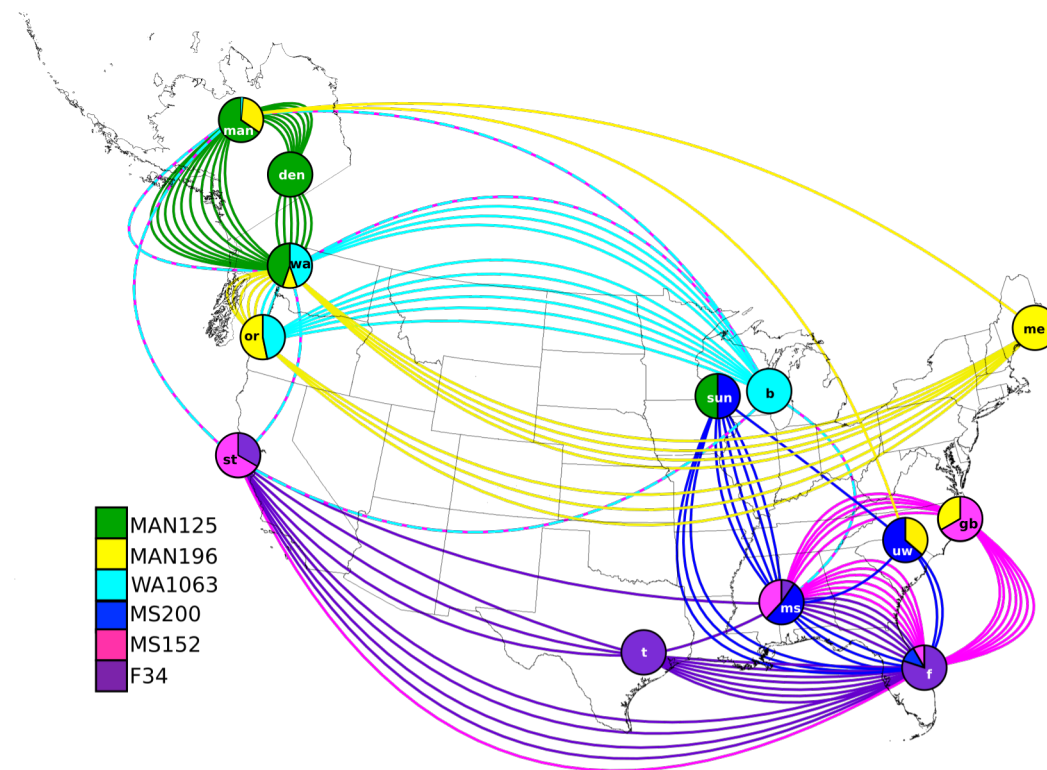 man
den
wa
or
me
b
sun
st
gb
uw
ms
t
f
MAN125
MAN196
WA1063
MS200
MS152
F34